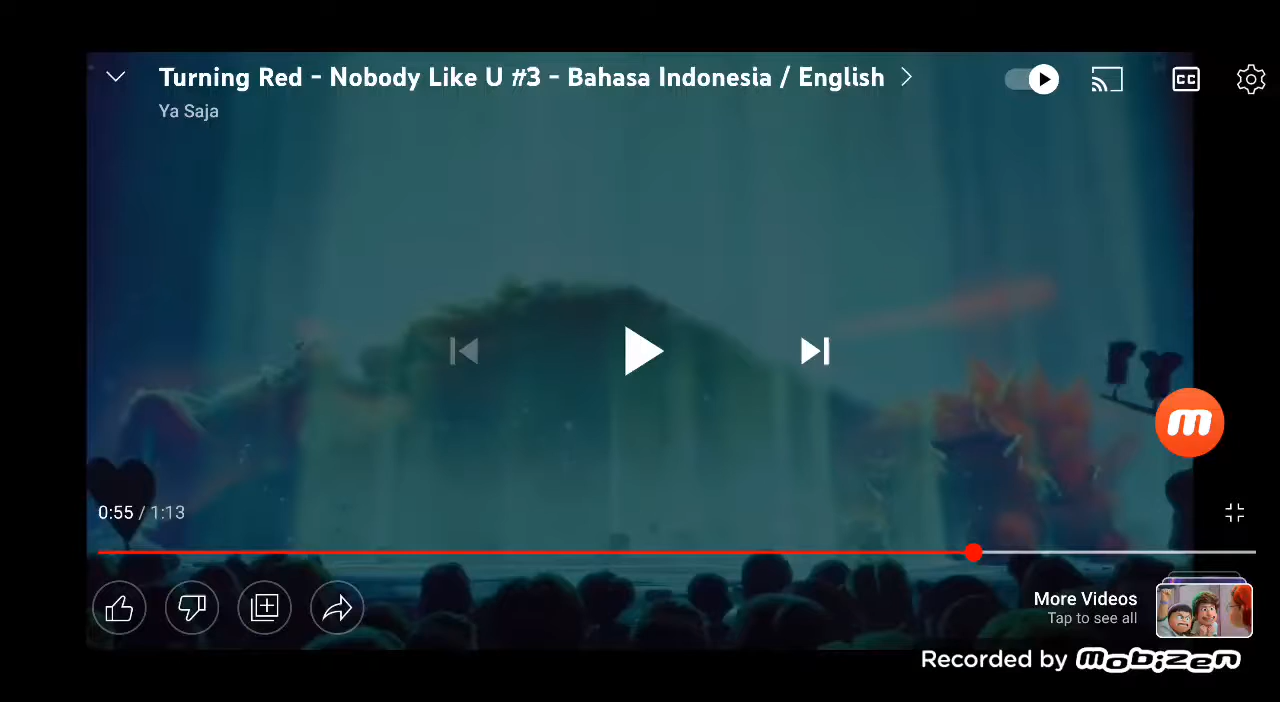 Turning Red - Nobody Like U #3 - Bahasa Indonesia / English
Ya Saja
CC
m
0:55 / 1:13
More Videos
Tap to see all
Recorded by mobizen